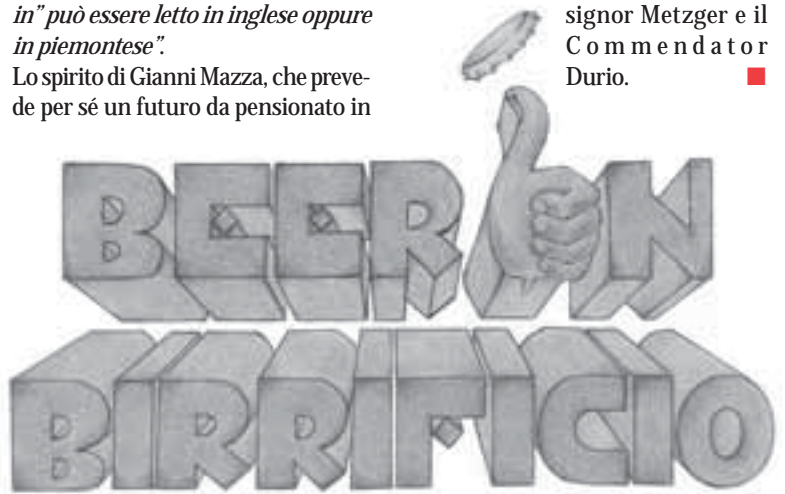 in” può essere letto in inglese oppure
in piemontese”.
Lo spirito di Gianni Mazza, che preve-
de per sé un futuro da pensionato in
signor Metzger e il
Commendator
Durio.
BEER IN
BIRRIFICIO